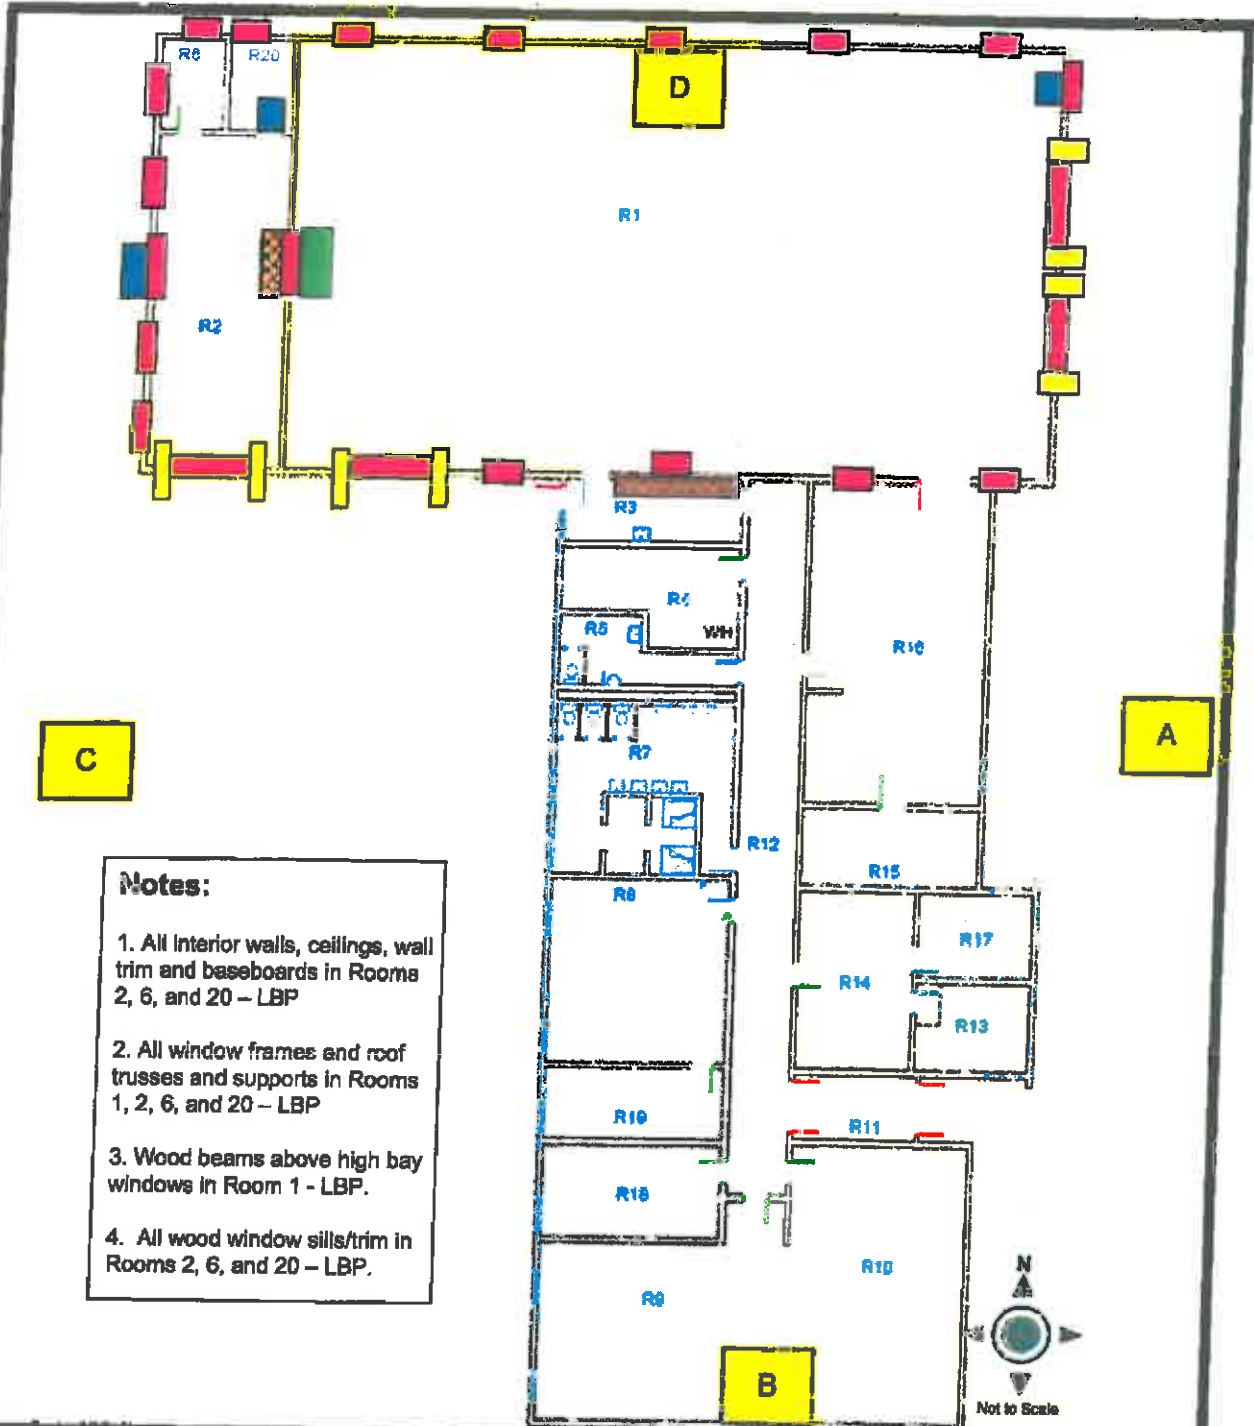 R6
R20
D
R1
R2
R3
R4
R5
WH
R16
C
A
R7
R12
R15
R8
Notes:
1. All interior walls, ceilings, wall
trim and baseboards in Rooms
2, 6, and 20 – LBP
2. All window frames and roof
trusses and supports in Rooms
1, 2, 6, and 20 – LBP
3. Wood beams above high bay
windows in Room 1 - LBP.
4. All wood window sills/trim in
Rooms 2, 6, and 20 – LBP.
R17
R14
R13
R19
R11
R18
R10
R9
N
B
Not to Scale